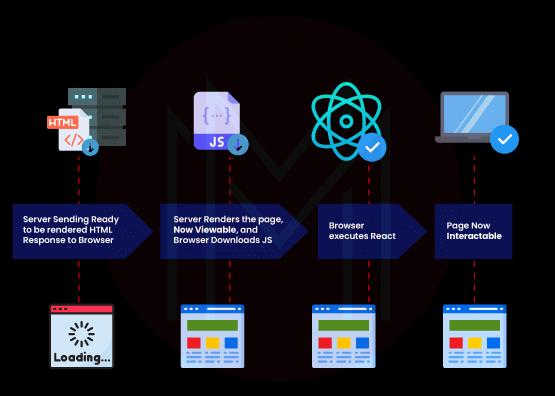 HTML
</>
{...}
JS
Server Sending Ready
to be rendered HTML
Response to Browser
Server Renders the page,
Now Viewable, and
Browser Downloads JS
Browser
executes React
Page Now
Interactable
Loading...